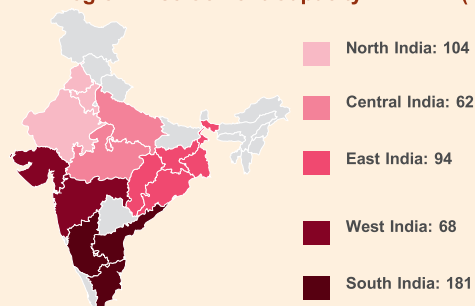 North India: 104
Central India: 62
East India: 94
West India: 68
South India: 181